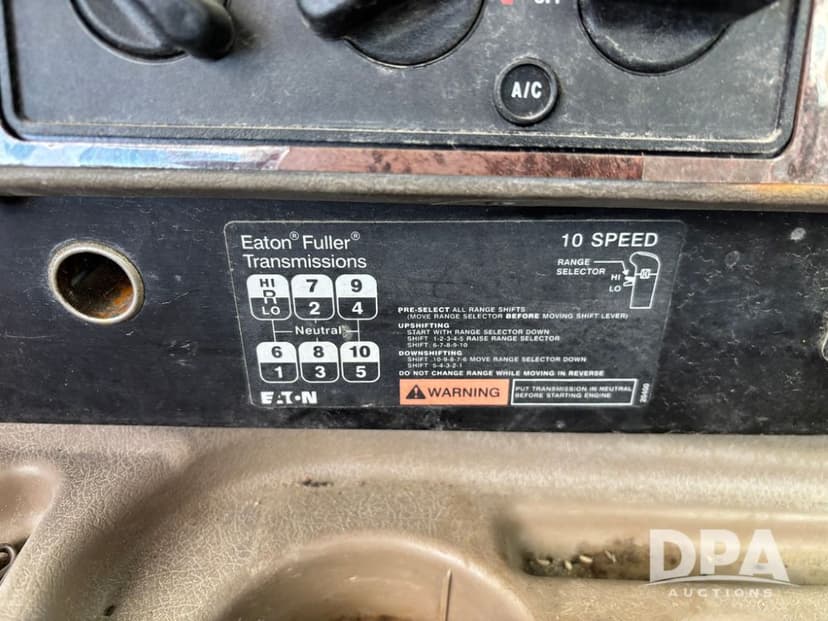 OFF
A/C
Eaton® Fuller®
Transmissions
10 SPEED
RANGE
SELECTOR
HI
LO
HI 7 9
R
LO 2 4
Neutral
6 8 10
1 3 5
EATON
PRE-SELECT ALL RANGE SHIFTS
(MOVE RANGE SELECTOR BEFORE MOVING SHIFT LEVER)
UPSHIFTING
START WITH RANGE SELECTOR DOWN
SHIFT 1-2-3-4-5 RAISE RANGE SELECTOR
SHIFT 6-7-8-9-10
DOWNSHIFTING
SHIFT 10-9-8-7-6 MOVE RANGE SELECTOR DOWN
SHIFT 5-4-3-2-1
DO NOT CHANGE RANGE WHILE MOVING IN REVERSE
WARNING
PUT TRANSMISSION IN NEUTRAL
BEFORE STARTING ENGINE
DPA
AUCTIONS